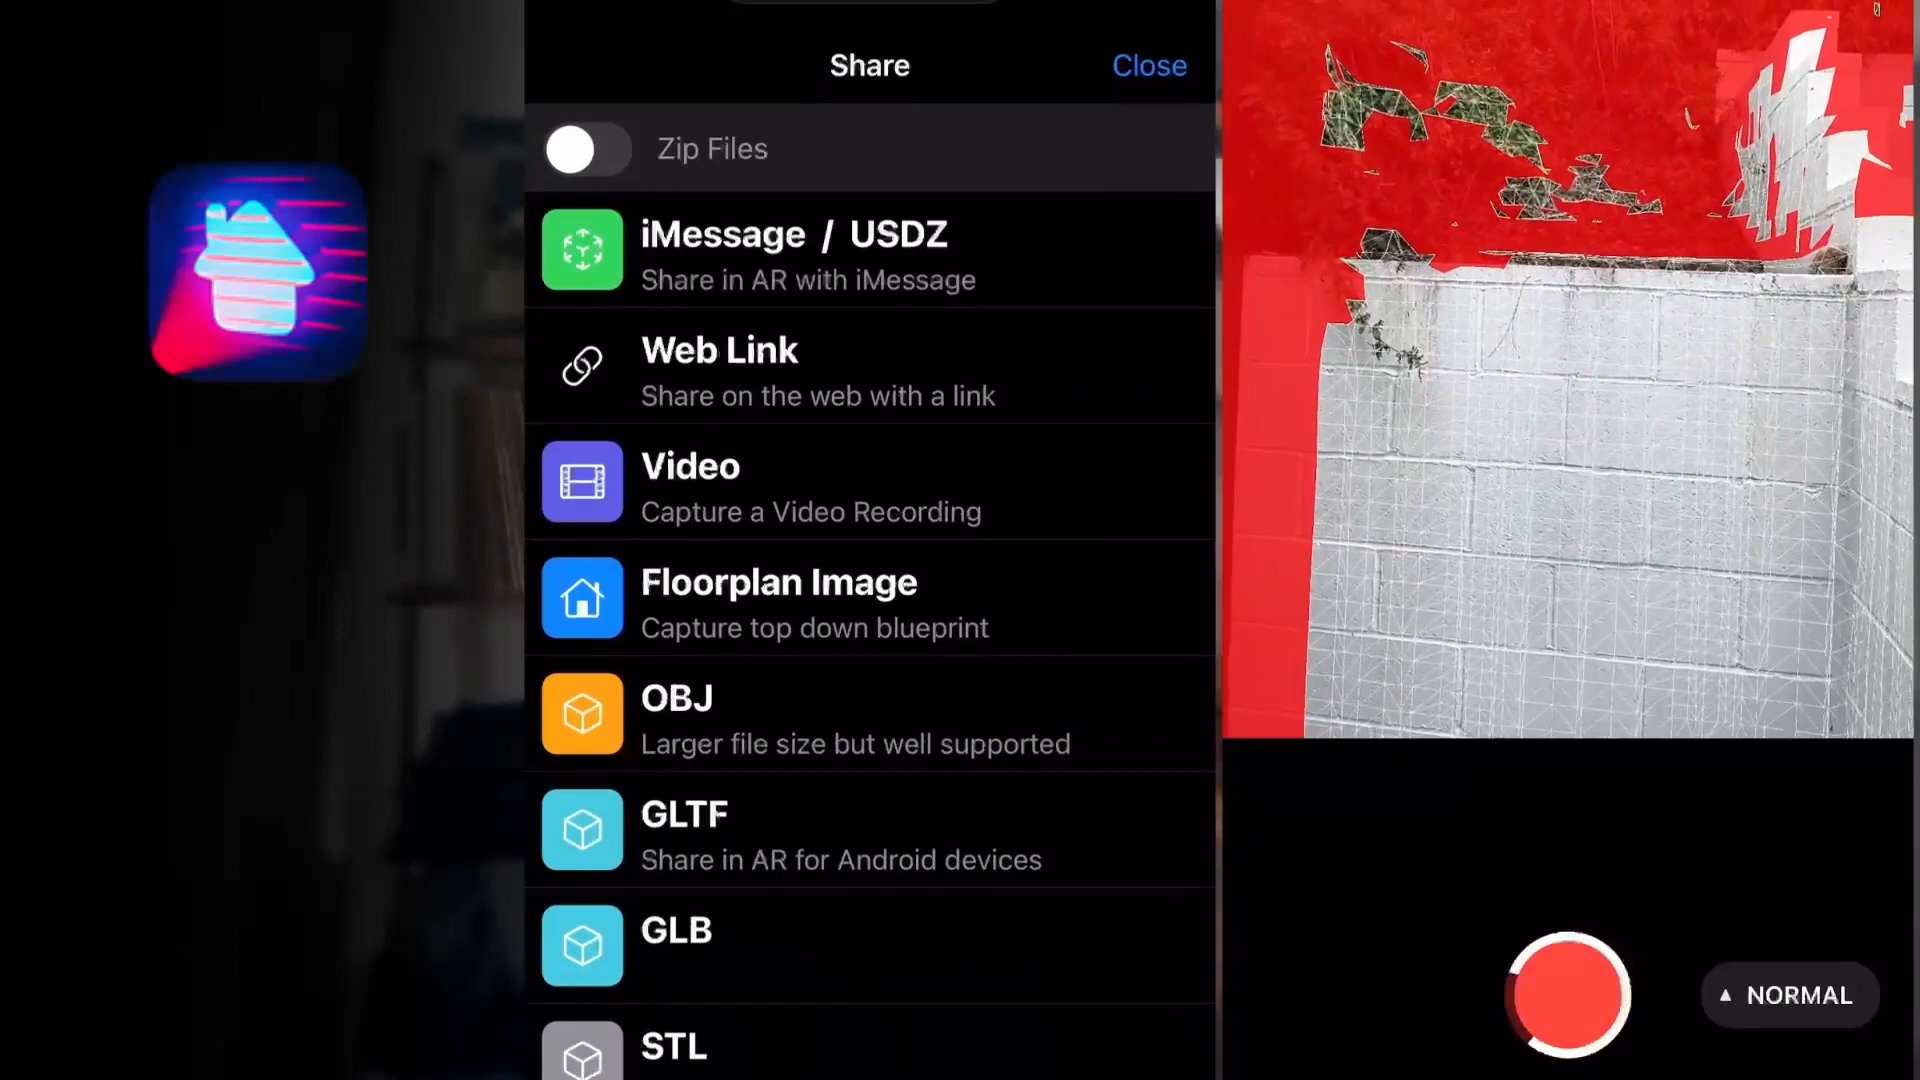 Share
Close
Zip Files
iMessage / USDZ
Share in AR with iMessage
Web Link
Share on the web with a link
Video
Capture a Video Recording
Floorplan Image
Capture top down blueprint
OBJ
Larger file size but well supported
GLTF
Share in AR for Android devices
GLB
STL
NORMAL